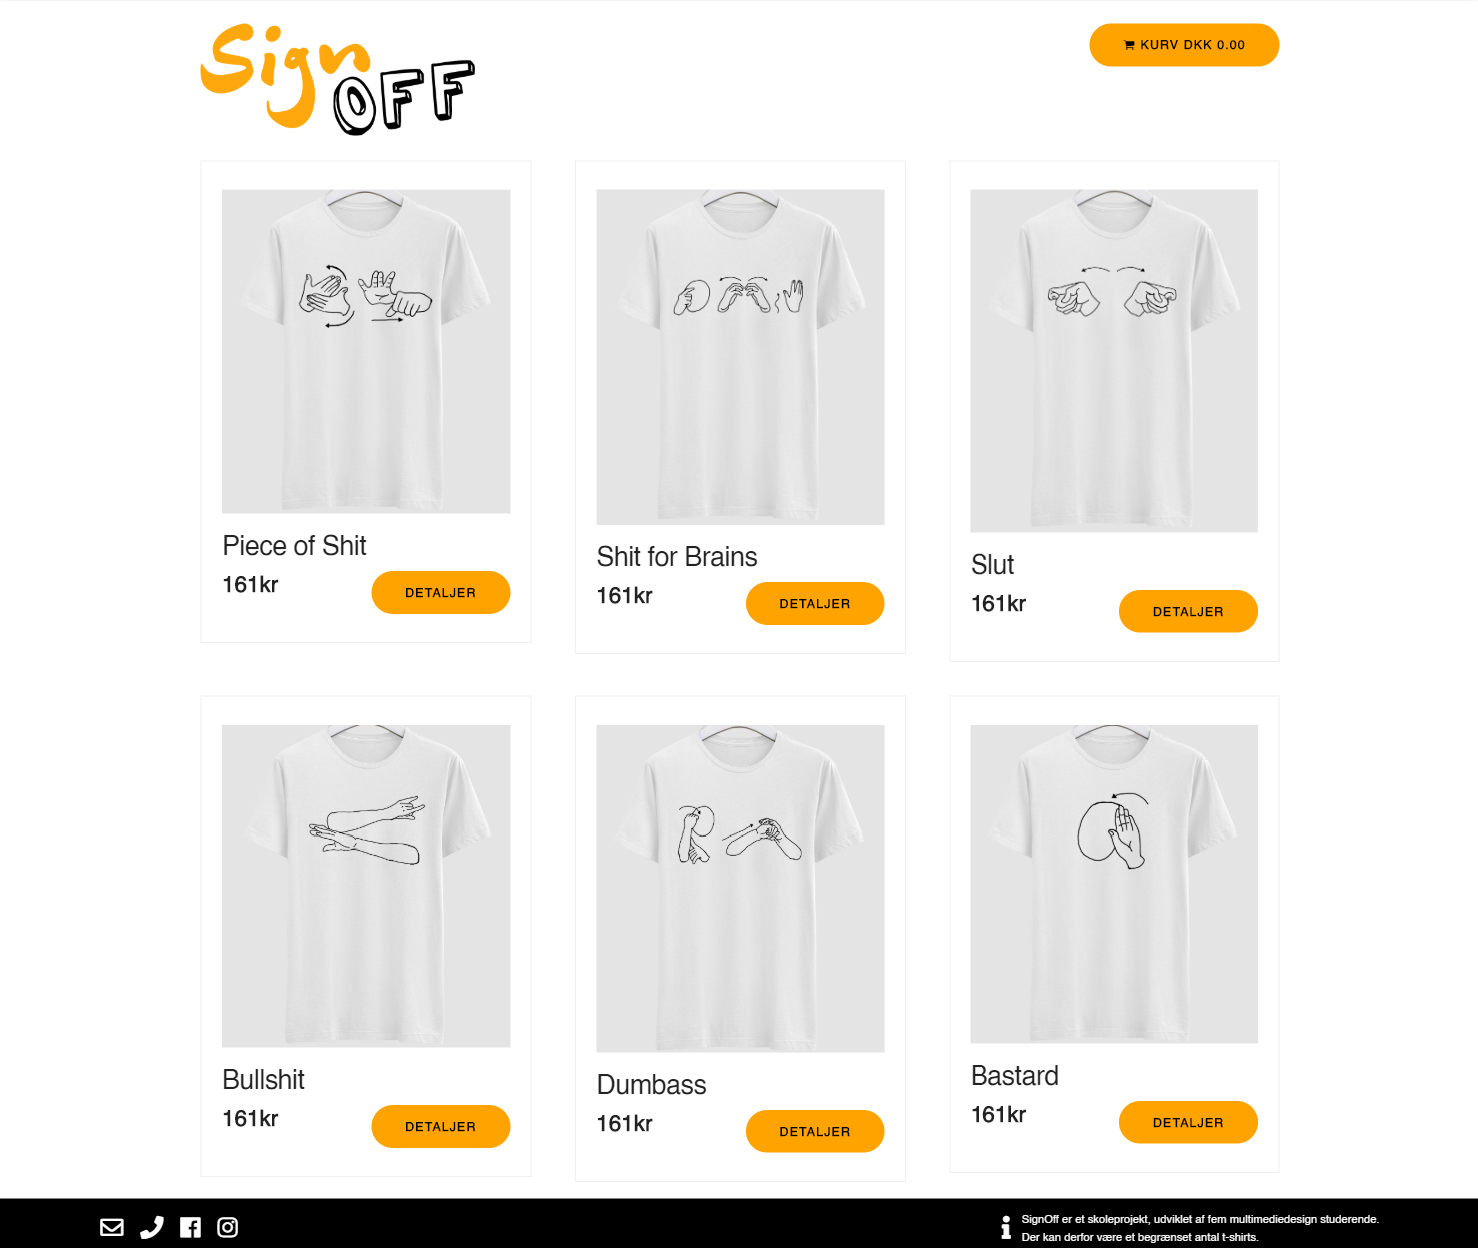 Sign
OFF
KURV DKK 0.00
Piece of Shit
161kr
DETALJER
Shit for Brains
161kr
DETALJER
Slut
161kr
DETALJER
Bullshit
161kr
DETALJER
Dumbass
161kr
DETALJER
Bastard
161kr
DETALJER
SignOff er et skoleprojekt, udviklet af fem multimediedesign studerende.
Der kan derfor være et begrænset antal t-shirts.